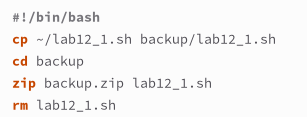 #!/bin/bash
cp ~/lab12_1.sh backup/lab12_1.sh
cd backup
zip backup.zip lab12_1.sh
rm lab12_1.sh